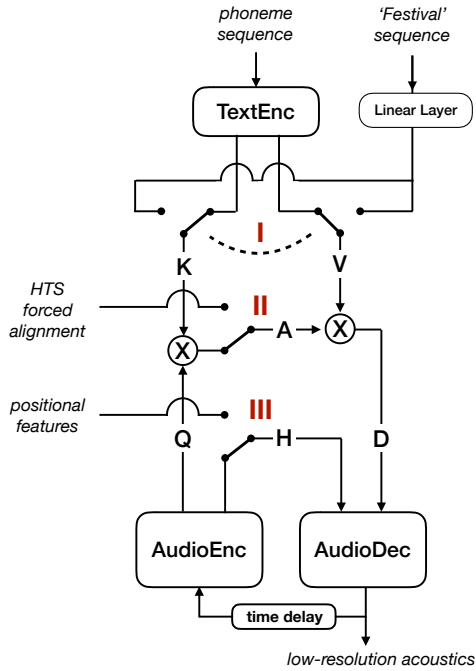 phoneme
sequence
‘Festival’
sequence
TextEnc
Linear Layer
I
K
V
HTS
forced
alignment
II
X
A
X
positional
features
III
Q
H
D
AudioEnc
AudioDec
time delay
low-resolution acoustics